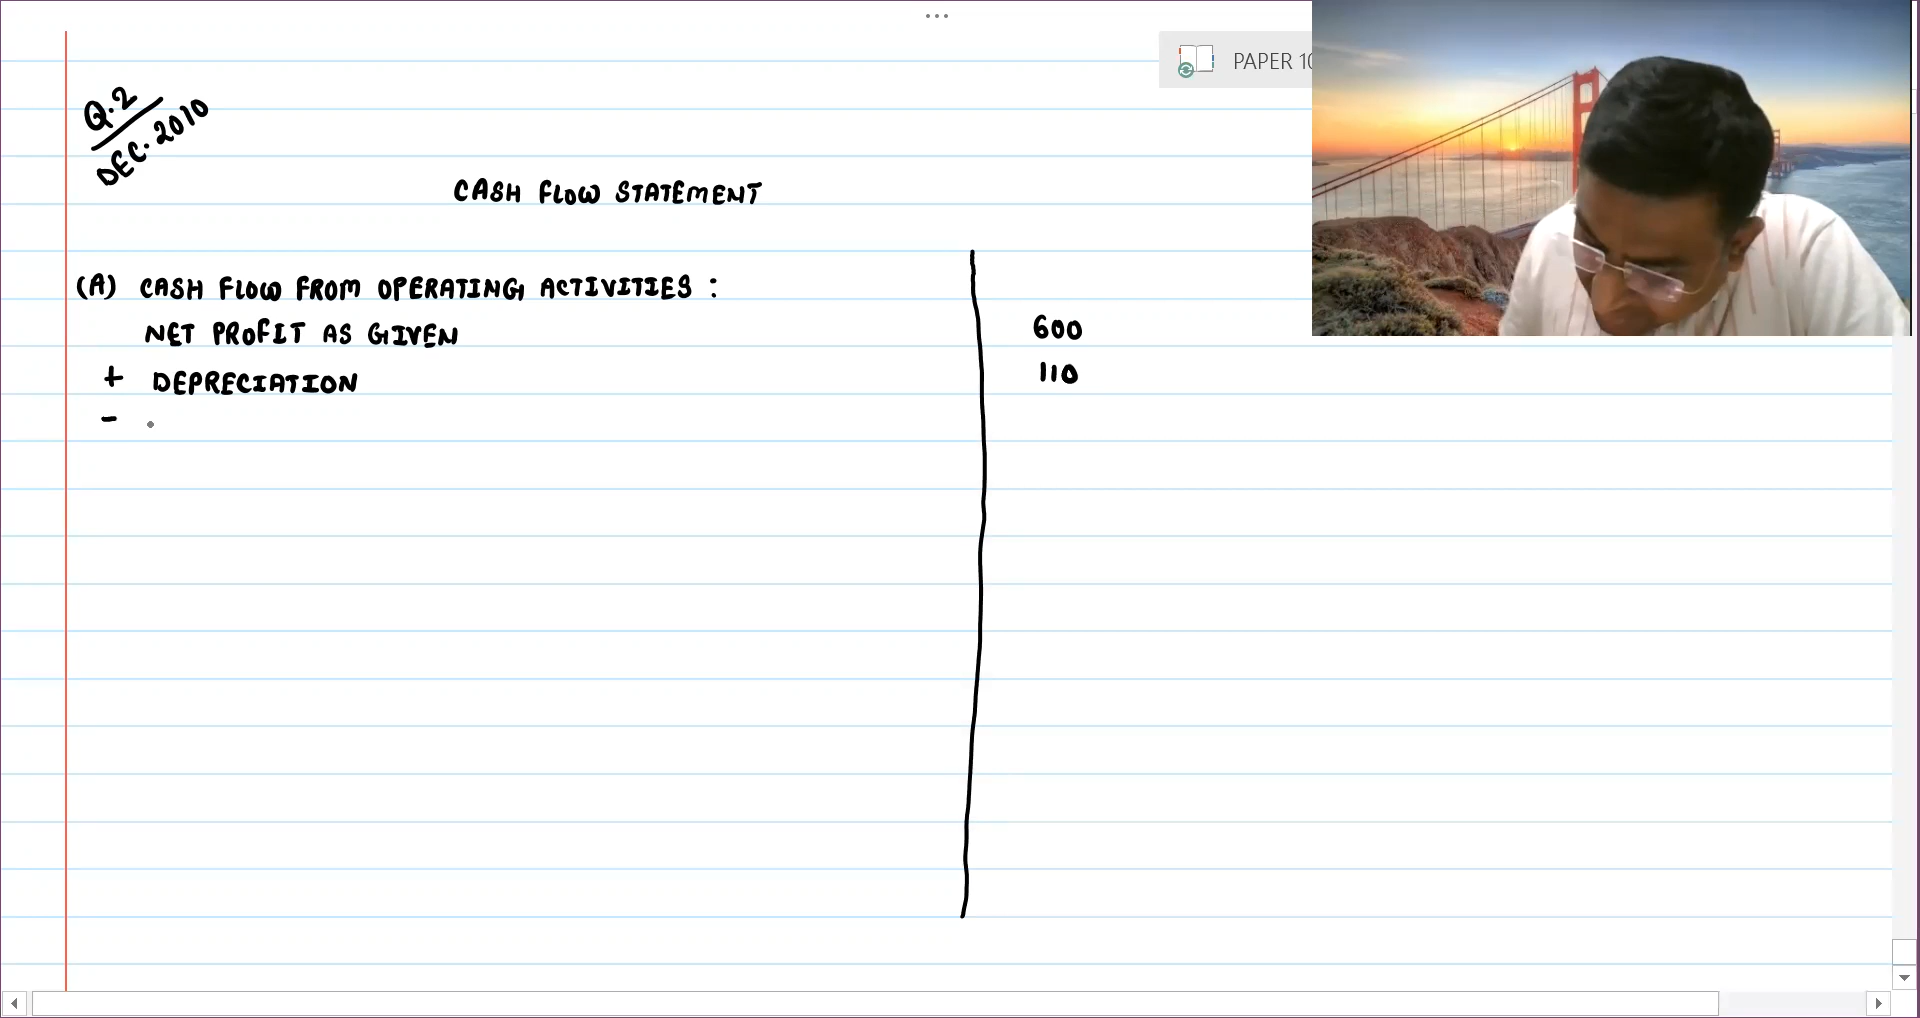 ...
PAPER 10
Q.2
DEC. 2010
CASH FLOW STATEMENT
(A) CASH FLOW FROM OPERATING ACTIVITIES :
NET PROFIT AS GIVEN 600
+ DEPRECIATION 110
-